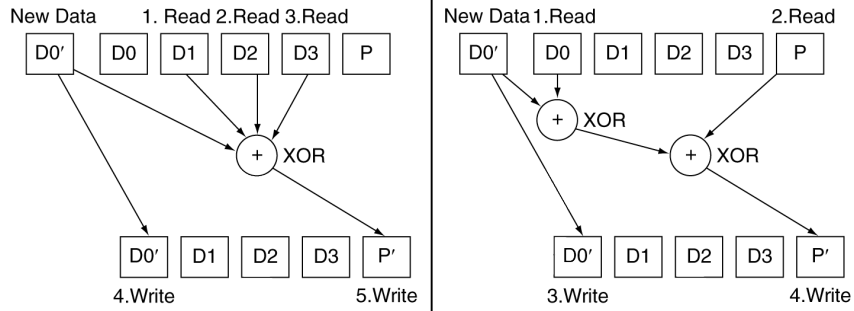 New Data 1. Read 2.Read 3.Read
D0′ D0 D1 D2 D3 P
+ XOR
D0′ D1 D2 D3 P′
4.Write 5.Write
New Data 1.Read 2.Read
D0′ D0 D1 D2 D3 P
+ XOR
+ XOR
D0′ D1 D2 D3 P′
3.Write 4.Write